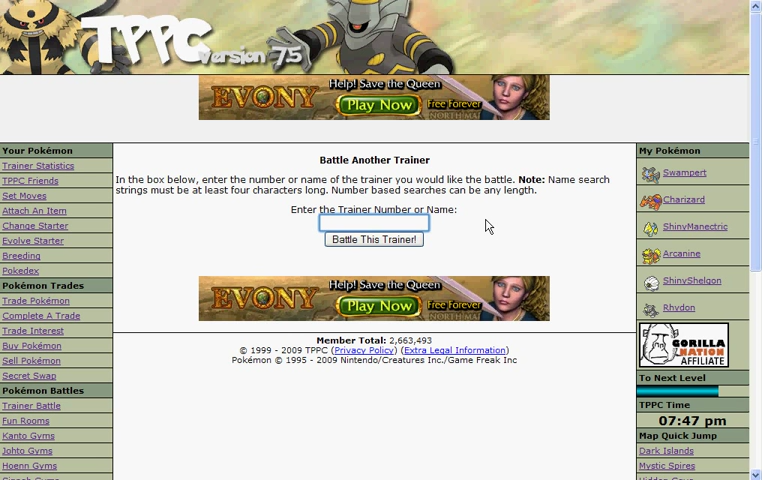 TPPC version 7.5
Help! Save the Queen
EVONY Play Now Free Forever
NORTH MA
Your Pokémon
Trainer Statistics
TPPC Friends
Set Moves
Attach An Item
Change Starter
Evolve Starter
Breeding
Pokedex
Pokémon Trades
Trade Pokémon
Complete A Trade
Trade Interest
Buy Pokémon
Sell Pokémon
Secret Swap
Pokémon Battles
Trainer Battle
Fun Rooms
Kanto Gyms
Johto Gyms
Hoenn Gyms
Battle Another Trainer
In the box below, enter the number or name of the trainer you would like the battle. Note: Name search
strings must be at least four characters long. Number based searches can be any length.
Enter the Trainer Number or Name:
Battle This Trainer!
Help! Save the Queen
EVONY Play Now Free Forever
NORTH MA
Member Total: 2,663,493
© 1999 - 2009 TPPC (Privacy Policy) (Extra Legal Information)
Pokémon © 1995 - 2009 Nintendo/Creatures Inc./Game Freak Inc
My Pokémon
Swampert
Charizard
ShinyManectric
Arcanine
ShinyShelgon
Rhydon
GORILLA
NATION
AFFILIATE
To Next Level
TPPC Time
07:47 pm
Map Quick Jump
Dark Islands
Mystic Spires